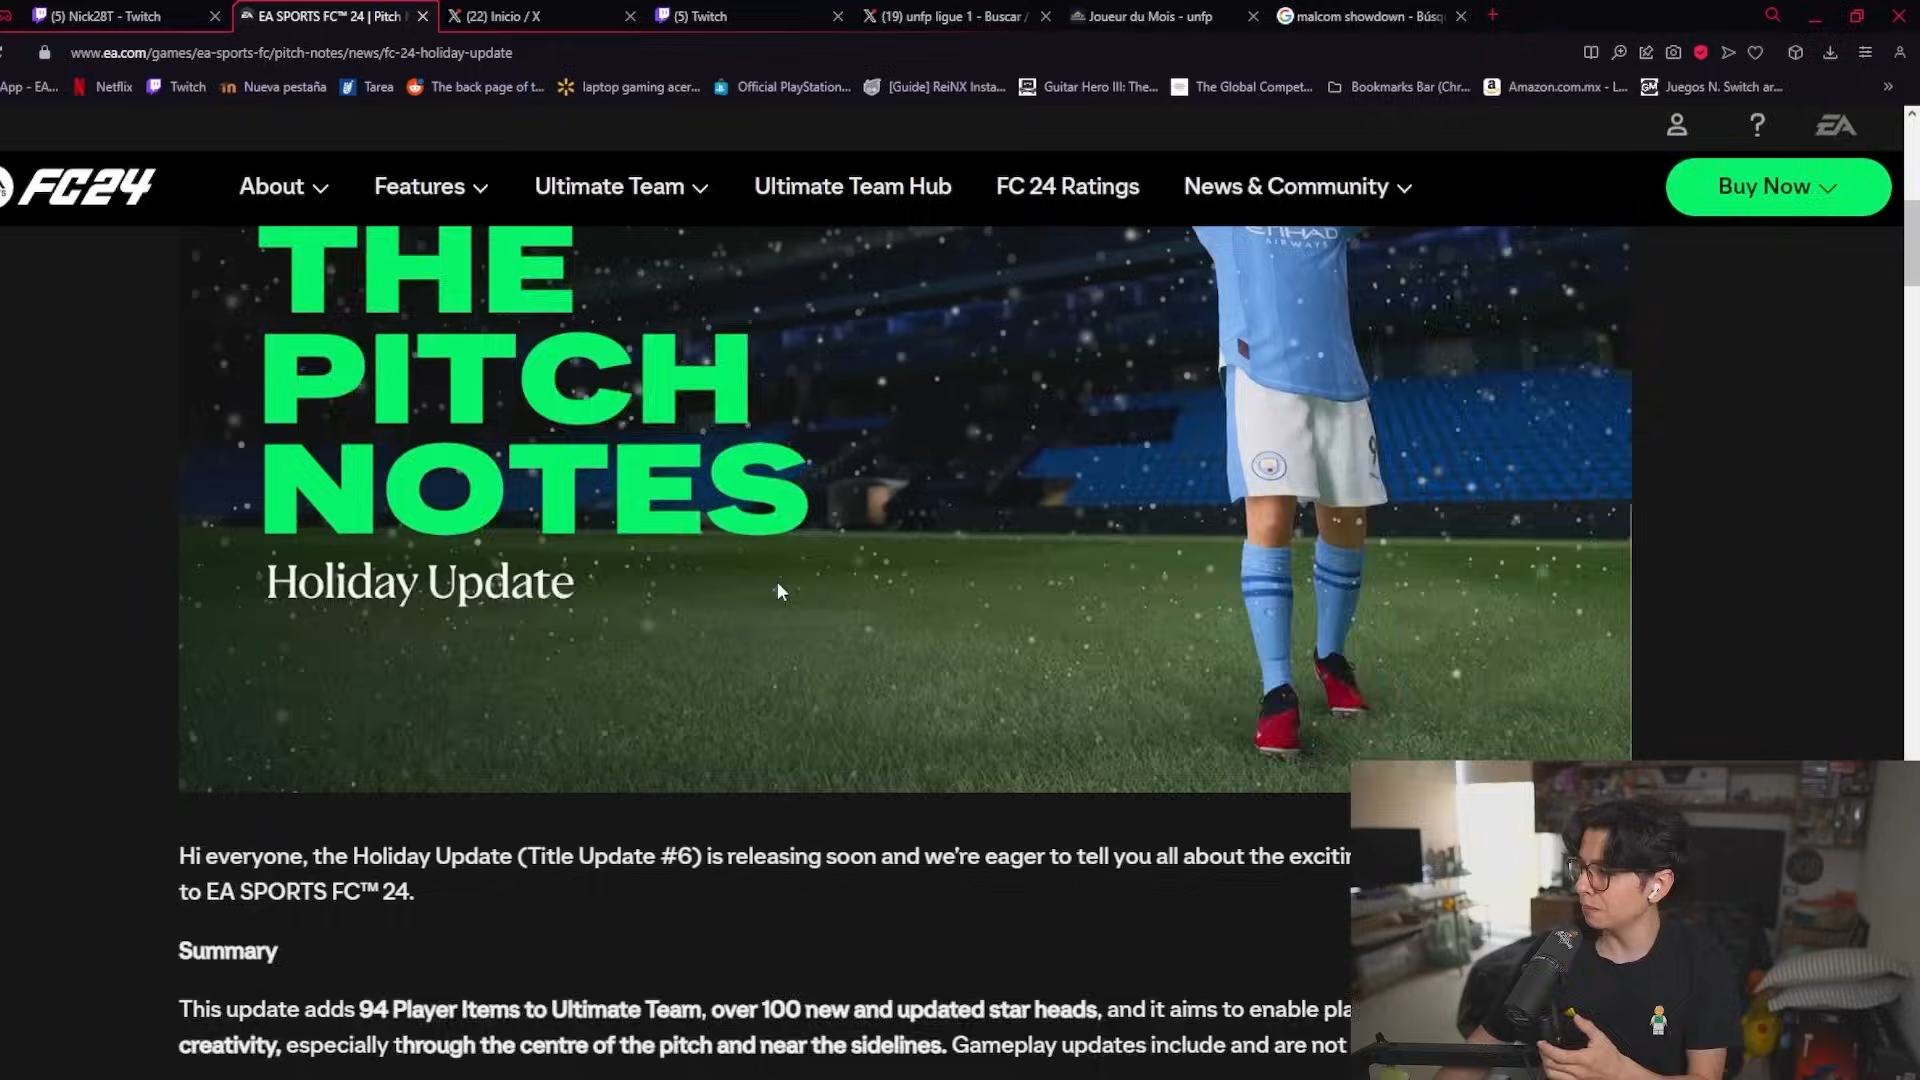 (5) Nick28T - Twitch
EA SPORTS FC™ 24 | Pitch
(22) Inicio / X
(5) Twitch
(19) unfp ligue 1 - Buscar
Joueur du Mois - unfp
malcom showdown - Búsq
www.ea.com/games/ea-sports-fc/pitch-notes/news/fc-24-holiday-update
App - EA...
Netflix
Twitch
Nueva pestaña
Tarea
The back page of t...
laptop gaming acer...
Official PlayStation...
[Guide] ReiNX Insta...
Guitar Hero III: The...
The Global Compet...
Bookmarks Bar (Chr...
Amazon.com.mx - L...
Juegos N. Switch ar...
EA
FC24
About
Features
Ultimate Team
Ultimate Team Hub
FC 24 Ratings
News & Community
Buy Now
ETIHAD
AIRWAYS
THE
PITCH
NOTES
Holiday Update
Hi everyone, the Holiday Update (Title Update #6) is releasing soon and we're eager to tell you all about the
to EA SPORTS FC™ 24.
Summary
This update adds 94 Player Items to Ultimate Team, over 100 new and updated star heads, and it aims to enable
creativity, especially through the centre of the pitch and near the sidelines. Gameplay updates include and are not